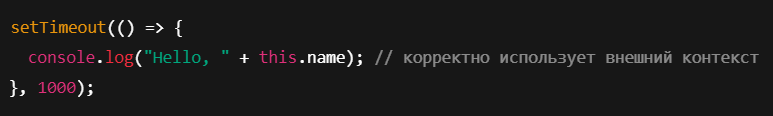 setTimeout(() => {
  console.log("Hello, " + this.name); // корректно использует внешний контекст
}, 1000);